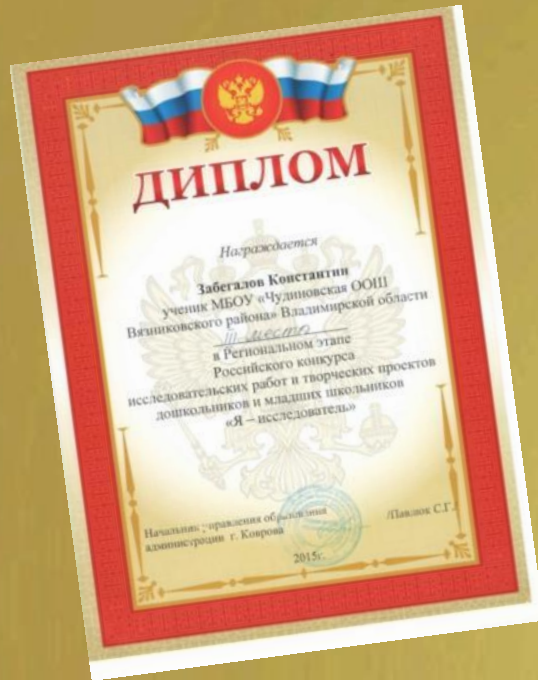 ДИПЛОМ
Награждается
Забегалов Константин
ученик МБОУ «Чудиновская ООШ
Вязниковского района» Владимирской области
III место
в Региональном этапе
Российского конкурса
исследовательских работ и творческих проектов
дошкольников и младших школьников
«Я – исследователь»
Начальник управления образования
администрации г. Коврова
/Павлюк С.Г./
2015г.